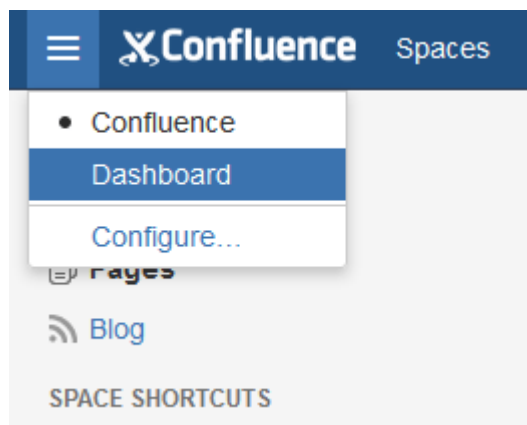 Confluence Spaces
Confluence
Dashboard
Configure...
Pages
Blog
SPACE SHORTCUTS